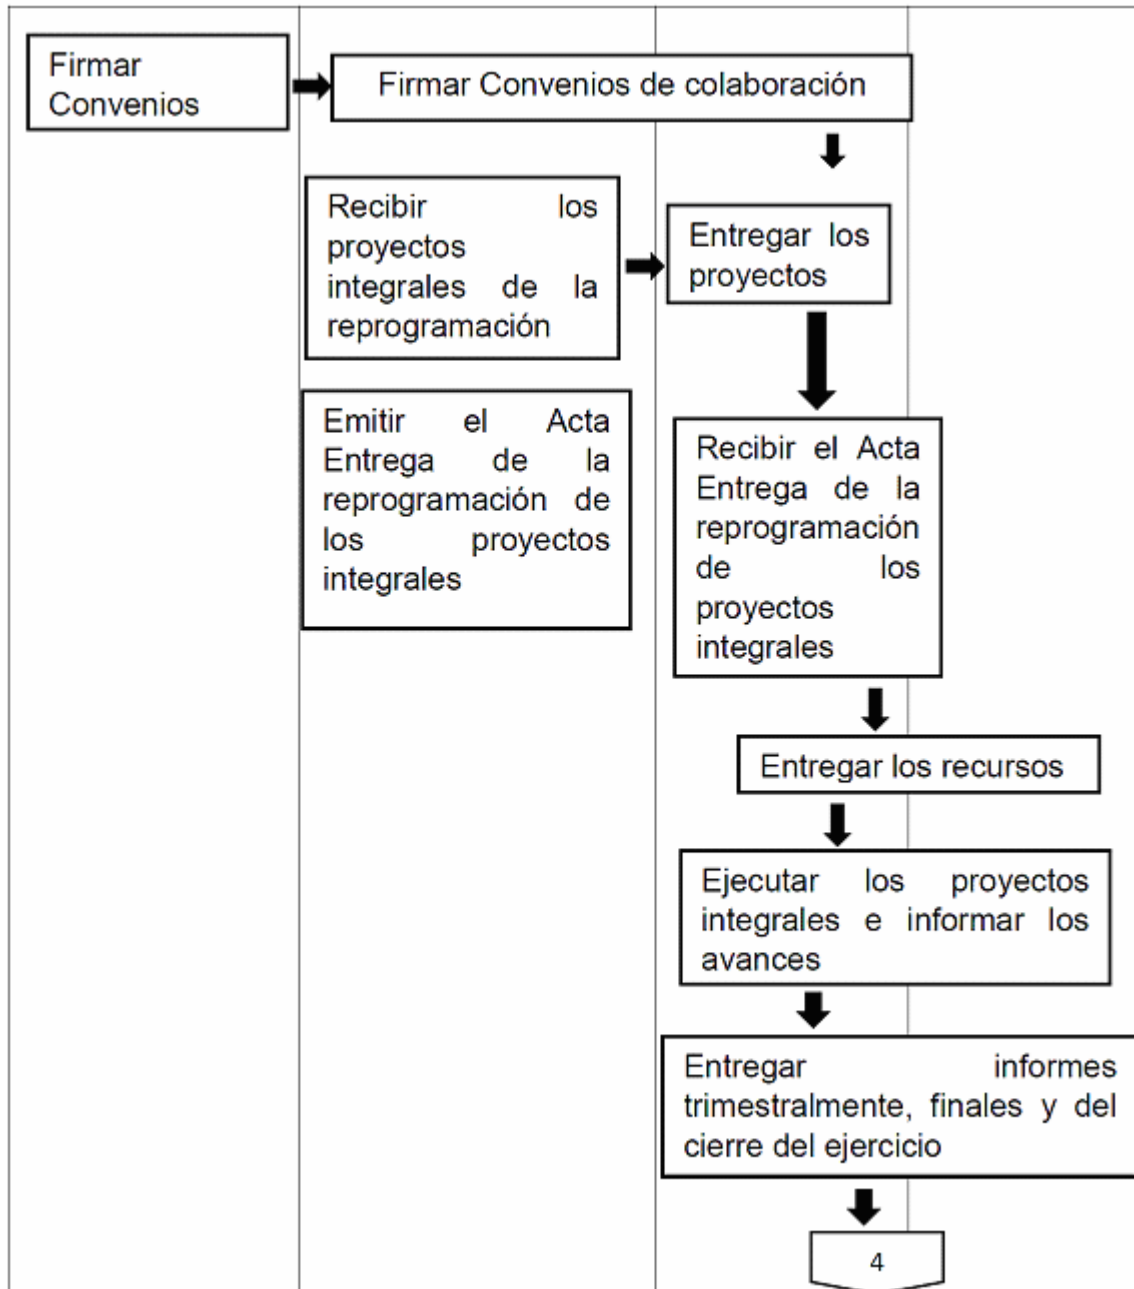 Firmar
Convenios
Firmar Convenios de colaboración
Recibir los
proyectos
integrales de la
reprogramación
Entregar los
proyectos
Emitir el Acta
Entrega de la
reprogramación de
los proyectos
integrales
Recibir el Acta
Entrega de la
reprogramación
de los
proyectos
integrales
Entregar los recursos
Ejecutar los proyectos
integrales e informar los
avances
Entregar informes
trimestralmente, finales y del
cierre del ejercicio
4